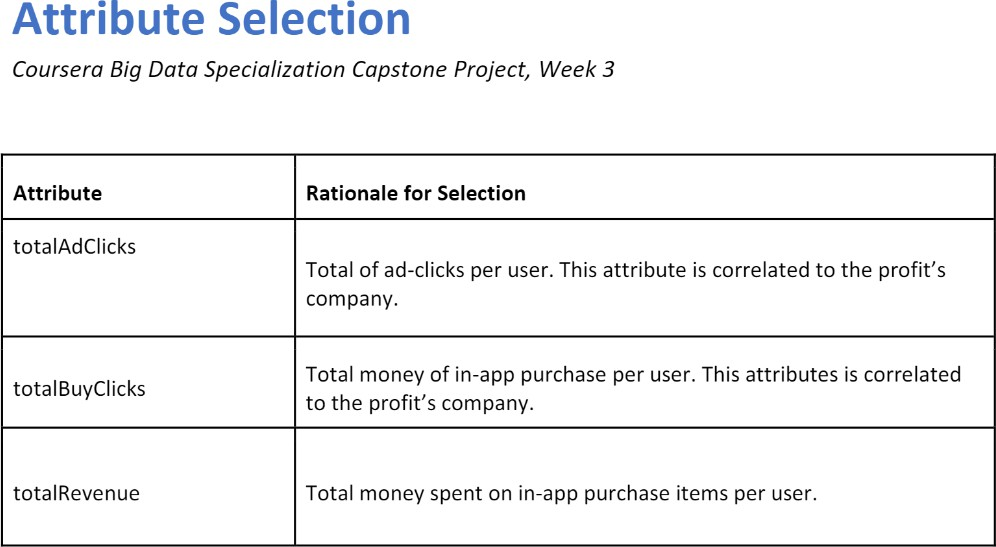 Attribute Selection
Coursera Big Data Specialization Capstone Project, Week 3
Attribute
Rationale for Selection
totalAdClicks
Total of ad-clicks per user. This attribute is correlated to the profit’s
company.
totalBuyClicks
Total money of in-app purchase per user. This attributes is correlated
to the profit’s company.
totalRevenue
Total money spent on in-app purchase items per user.